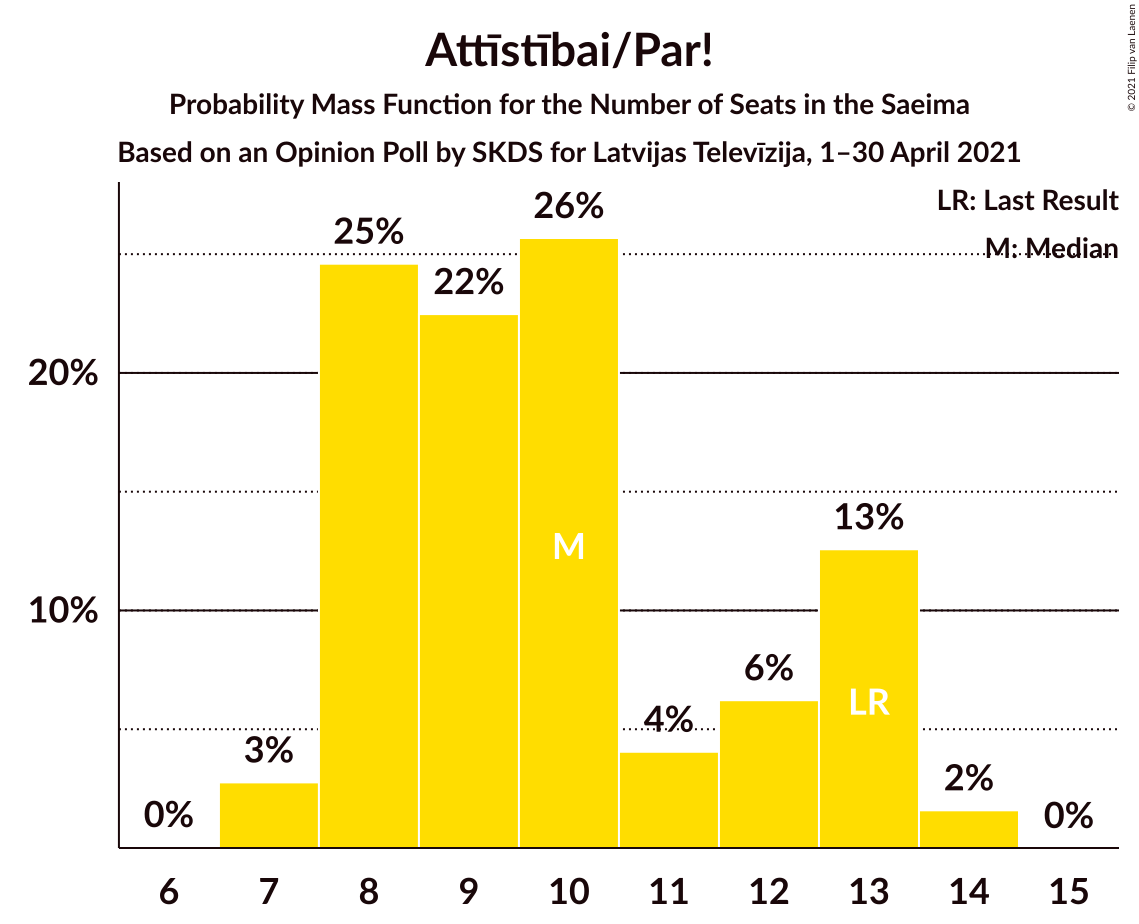 Attīstībai/Par!
Probability Mass Function for the Number of Seats in the Saeima
Based on an Opinion Poll by SKDS for Latvijas Televīzija, 1–30 April 2021
© 2021 Filip van Laenen
LR: Last Result
M: Median
26%
25%
22%
20%
13%
M
10%
6%
LR
4%
3%
2%
0%
0%
6 7 8 9 10 11 12 13 14 15